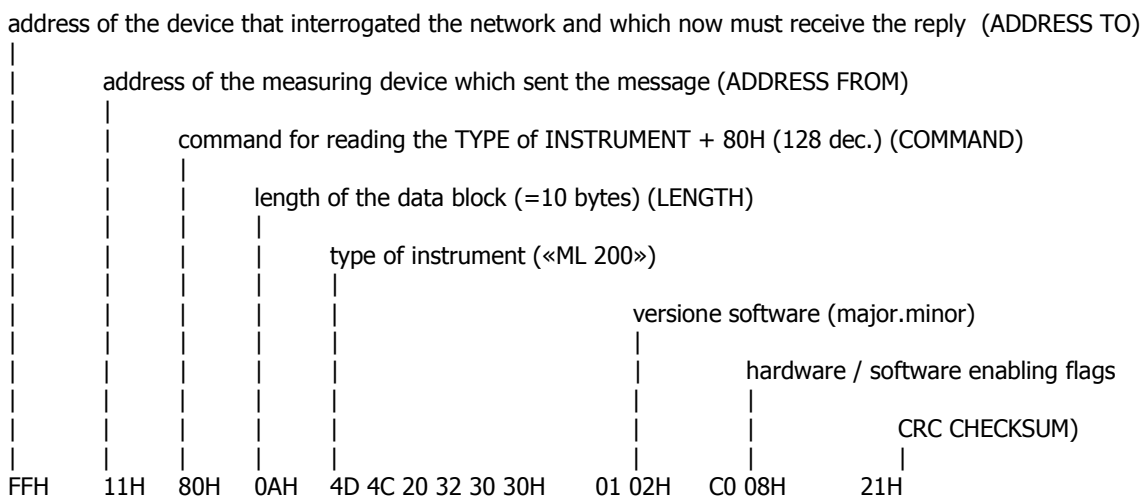 address of the device that interrogated the network and which now must receive the reply (ADDRESS TO)
address of the measuring device which sent the message (ADDRESS FROM)
command for reading the TYPE of INSTRUMENT + 80H (128 dec.) (COMMAND)
length of the data block (=10 bytes) (LENGTH)
type of instrument («ML 200»)
versione software (major.minor)
hardware / software enabling flags
CRC CHECKSUM)
FFH 11H 80H 0AH 4D 4C 20 32 30 30H 01 02H C0 08H 21H